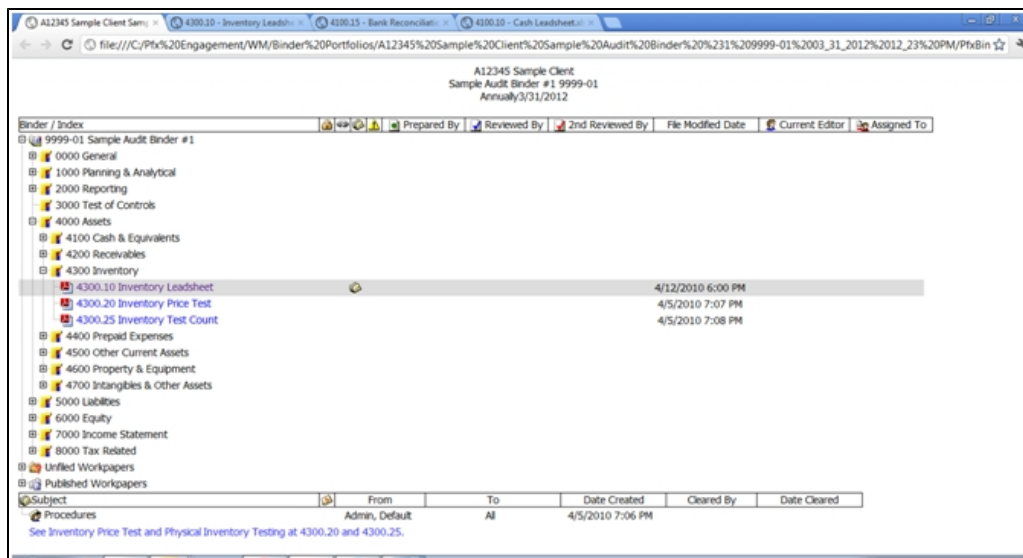 A12345 Sample Client Samp
4300.10 - Inventory Leadshe
4100.15 - Bank Reconciliatic
4100.10 - Cash Leadsheet.xl
file:///C:/Pfx%20Engagement/WM/Binder%20Portfolios/A12345%20Sample%20Client%20Sample%20Audit%20Binder%20%231%209999-01%2003_31_2012%2012_23%20PM/PfxBin
A12345 Sample Client
Sample Audit Binder #1 9999-01
Annually3/31/2012
Binder / Index Prepared By Reviewed By 2nd Reviewed By File Modified Date Current Editor Assigned To
9999-01 Sample Audit Binder #1
0000 General
1000 Planning & Analytical
2000 Reporting
3000 Test of Controls
4000 Assets
4100 Cash & Equivalents
4200 Receivables
4300 Inventory
4300.10 Inventory Leadsheet 4/12/2010 6:00 PM
4300.20 Inventory Price Test 4/5/2010 7:07 PM
4300.25 Inventory Test Count 4/5/2010 7:08 PM
4400 Prepaid Expenses
4500 Other Current Assets
4600 Property & Equipment
4700 Intangibles & Other Assets
5000 Liabilities
6000 Equity
7000 Income Statement
8000 Tax Related
Unfiled Workpapers
Published Workpapers
Subject From To Date Created Cleared By Date Cleared
Procedures Admin, Default All 4/5/2010 7:06 PM
See Inventory Price Test and Physical Inventory Testing at 4300.20 and 4300.25.